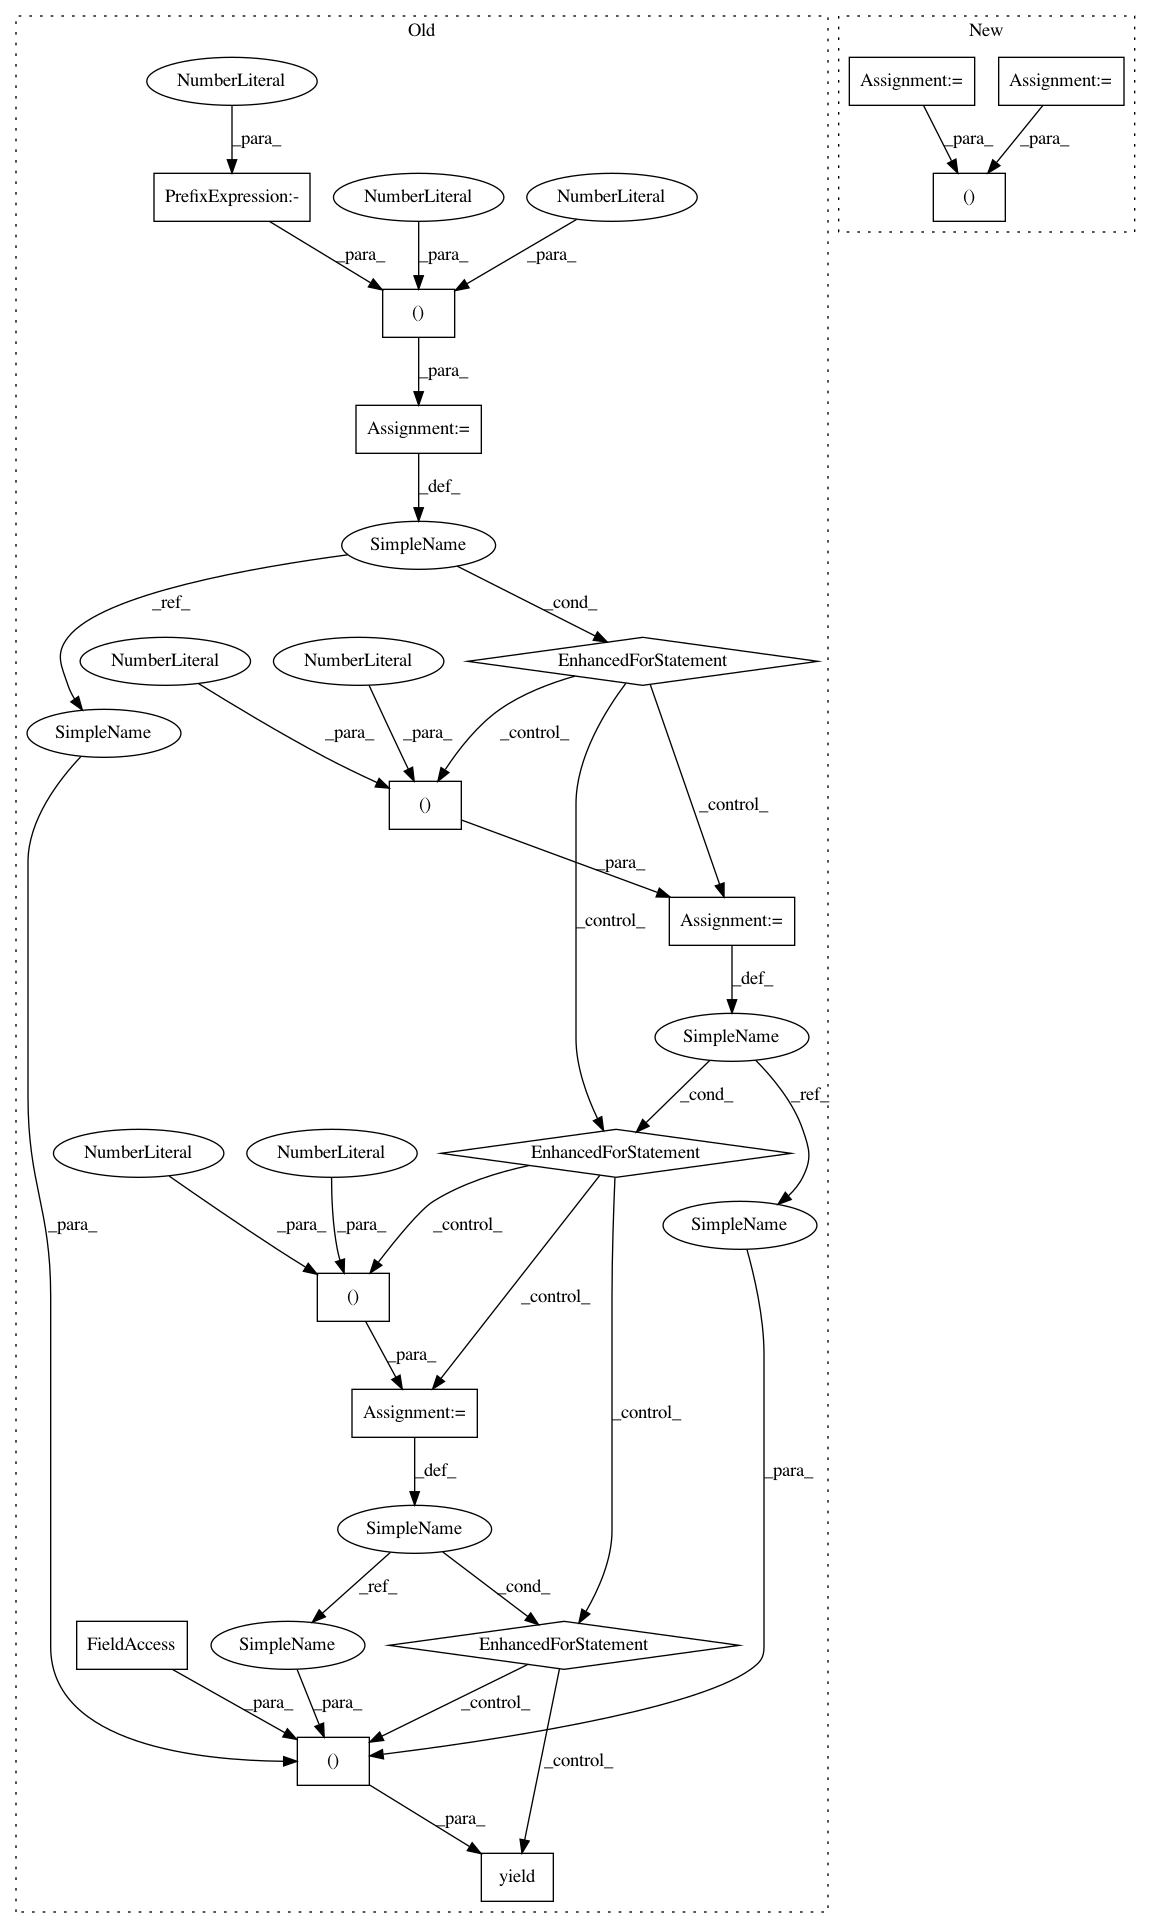 Old
New
NumberLiteral
Assignment:=
Assignment:=
_para_
_para_
_para_
PrefixExpression:-
NumberLiteral
NumberLiteral
()
_para_
_para_
_para_
()
_para_
Assignment:=
_def_
SimpleName
_ref_
_cond_
NumberLiteral
NumberLiteral
EnhancedForStatement
SimpleName
_para_
_para_
_control_
()
_control_
_para_
_control_
Assignment:=
_def_
SimpleName
_cond_
_ref_
NumberLiteral
NumberLiteral
EnhancedForStatement
_para_
_para_
_para_
_control_
SimpleName
()
_control_
_para_
_control_
Assignment:=
_def_
_para_
SimpleName
_ref_
_cond_
FieldAccess
SimpleName
EnhancedForStatement
_para_
_para_
_control_
()
_control_
_para_
yield